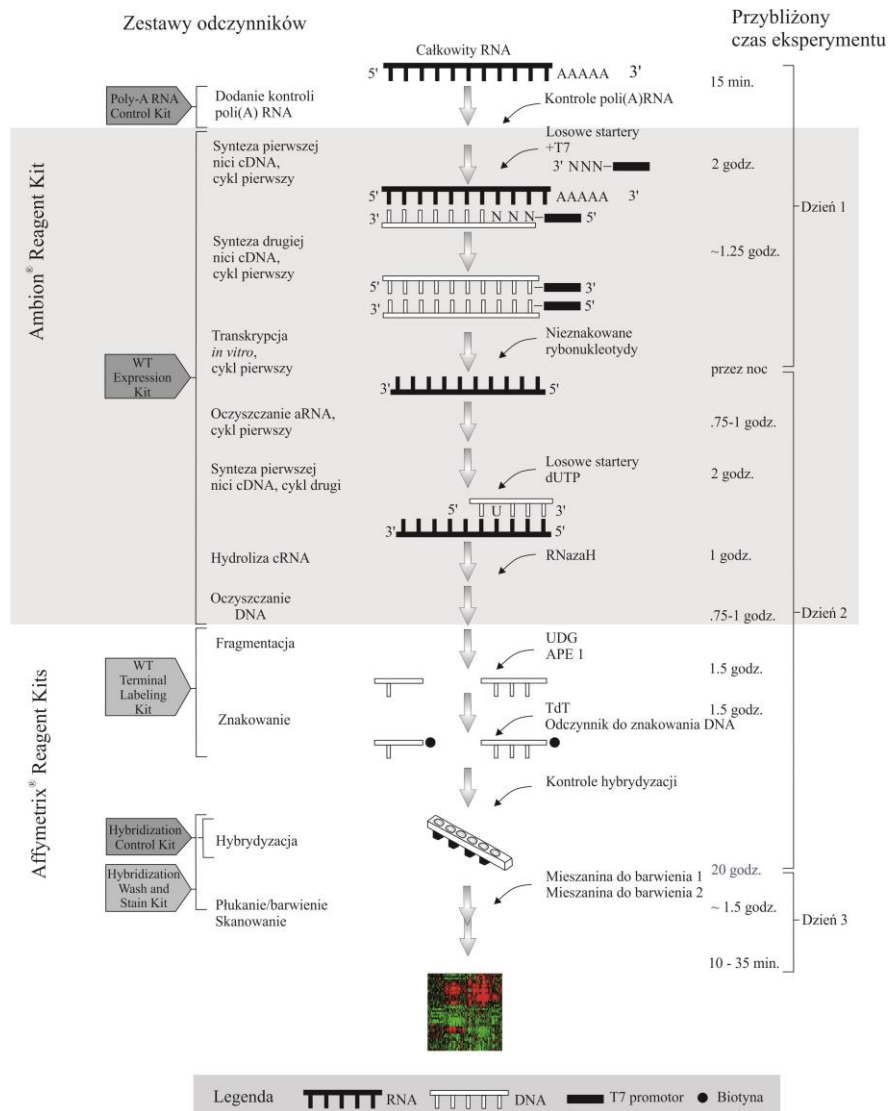 Zestawy odczynników
Przybliżony
czas eksperymentu
Całkowity RNA
5' AAAAA 3'
15 min.
Poly-A RNA
Control Kit
Dodanie kontroli
poli(A) RNA
Kontrole poli(A)RNA
Ambion® Reagent Kit
Synteza pierwszej
nici cDNA,
cykl pierwszy
Losowe startery
+T7
3' NNN
2 godz.
Dzień 1
5' AAAAA 3'
3' N N N 5'
Synteza drugiej
nici cDNA,
cykl pierwszy
~1.25 godz.
5' 3'
3' 5'
WT
Expression
Kit
Transkrypcja
in vitro,
cykl pierwszy
Nieznakowane
rybonukleotydy
przez noc
3' 5'
Oczyszczanie aRNA,
cykl pierwszy
.75-1 godz.
Synteza pierwszej
nici cDNA, cykl drugi
Losowe startery
dUTP
2 godz.
5' U 3'
3' 5'
Hydroliza cRNA
RNazaH
1 godz.
Oczyszczanie
DNA
.75-1 godz.
Dzień 2
Affymetrix® Reagent Kits
WT
Terminal
Labeling
Kit
Fragmentacja
UDG
APE 1
1.5 godz.
Znakowanie
TdT
Odczynnik do znakowania DNA
1.5 godz.
Kontrole hybrydyzacji
Hybridization
Control Kit
Hybrydyzacja
20 godz.
Hybridization
Wash and
Stain Kit
Płukanie/barwienie
Skanowanie
Mieszanina do barwienia 1
Mieszanina do barwienia 2
~ 1.5 godz.
Dzień 3
10 - 35 min.
Legenda RNA DNA T7 promotor Biotyna